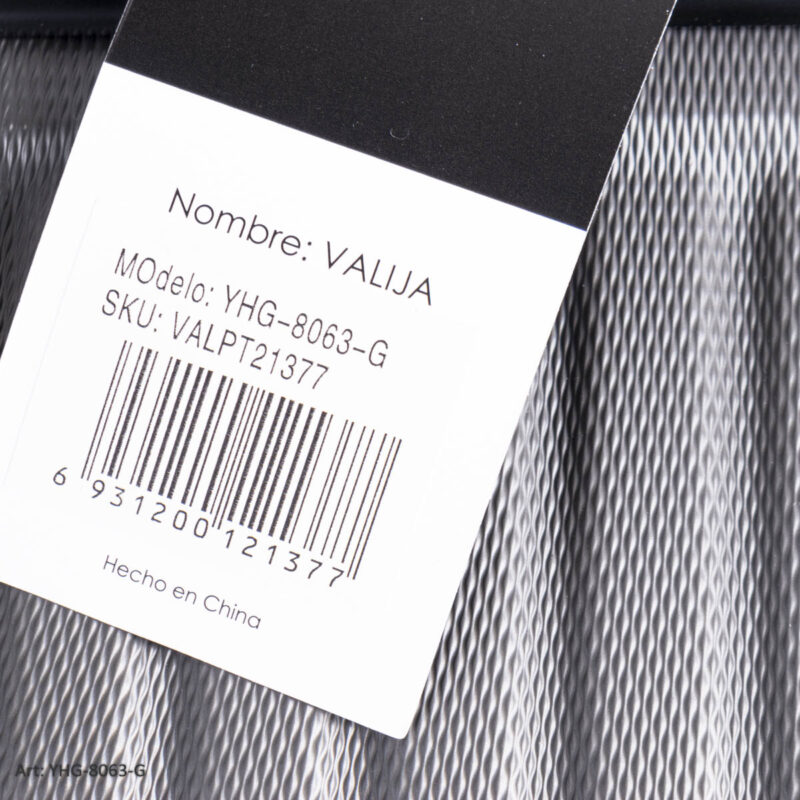 Nombre: VALIJA
MOdelo: YHG-8063-G
SKU: VALPT21377
6 931200 121377
Hecho en China
Art: YHG-8063-G